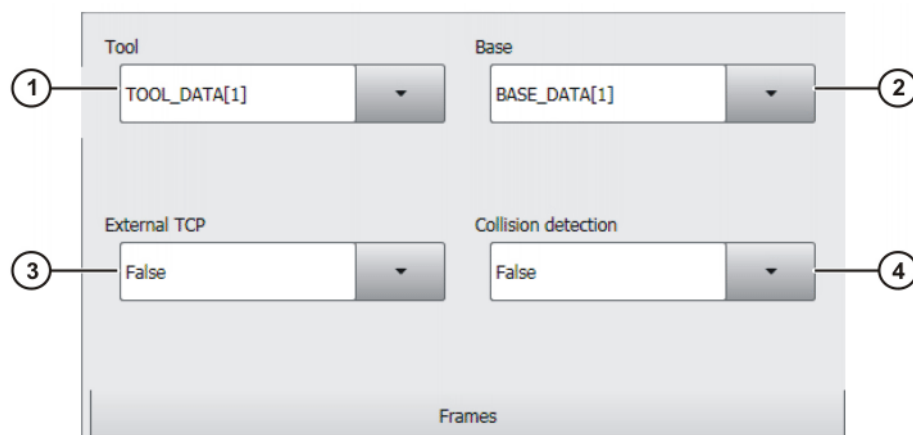 Tool
Base
1
TOOL_DATA[1]
BASE_DATA[1]
2
External TCP
Collision detection
3
False
False
4
Frames